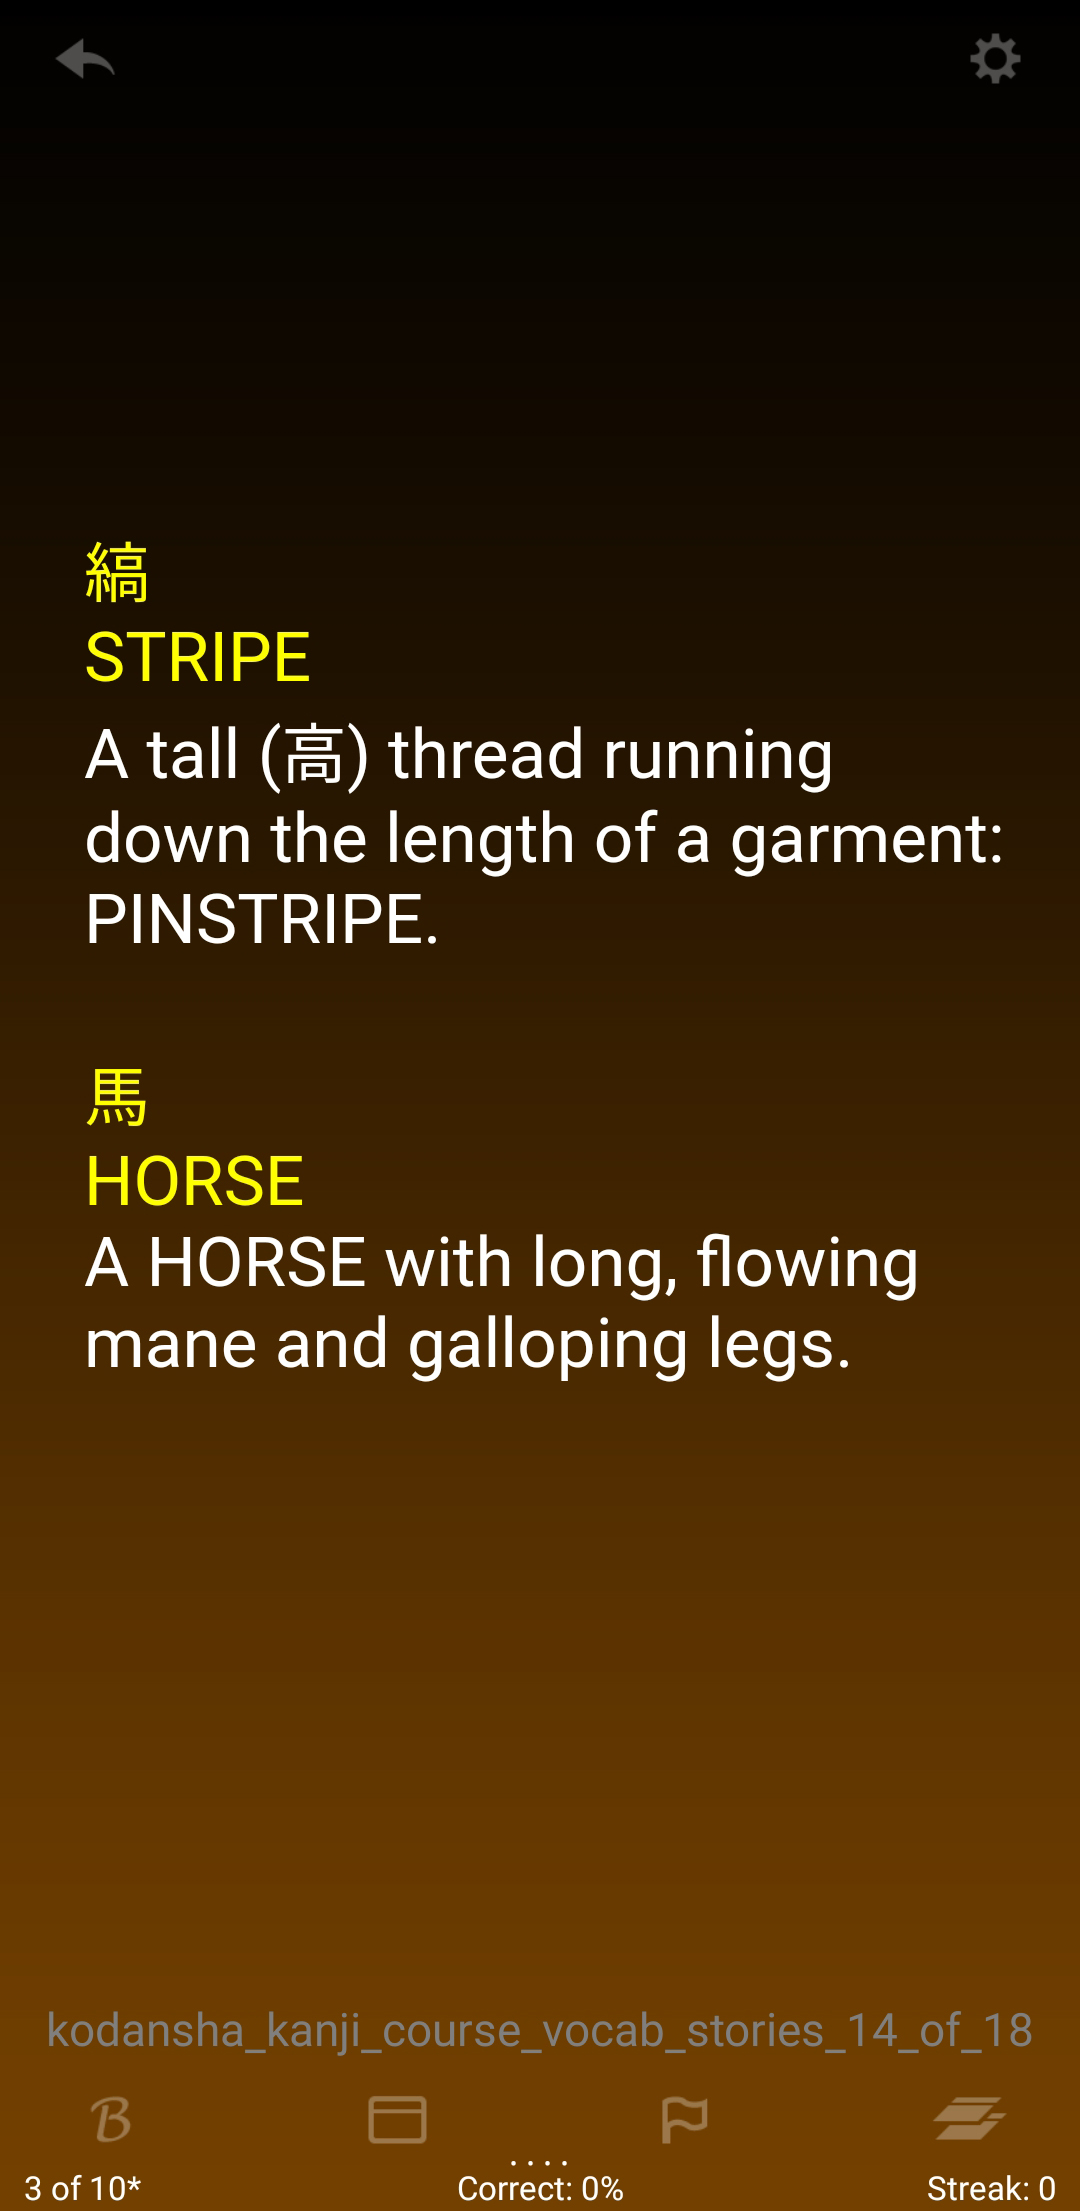 縞
STRIPE
A tall (高) thread running
down the length of a garment:
PINSTRIPE.
馬
HORSE
A HORSE with long, flowing
mane and galloping legs.
kodansha_kanji_course_vocab_stories_14_of_18
B
3 of 10*
Correct: 0%
Streak: 0